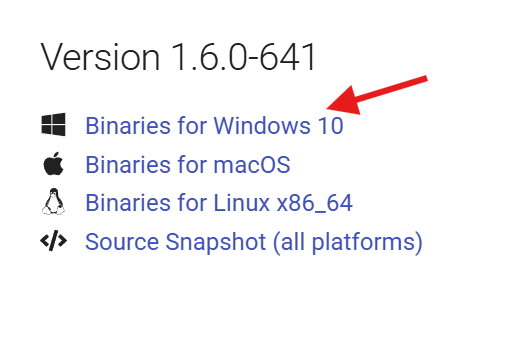 Version 1.6.0-641
Binaries for Windows 10
Binaries for macOS
Binaries for Linux x86_64
Source Snapshot (all platforms)